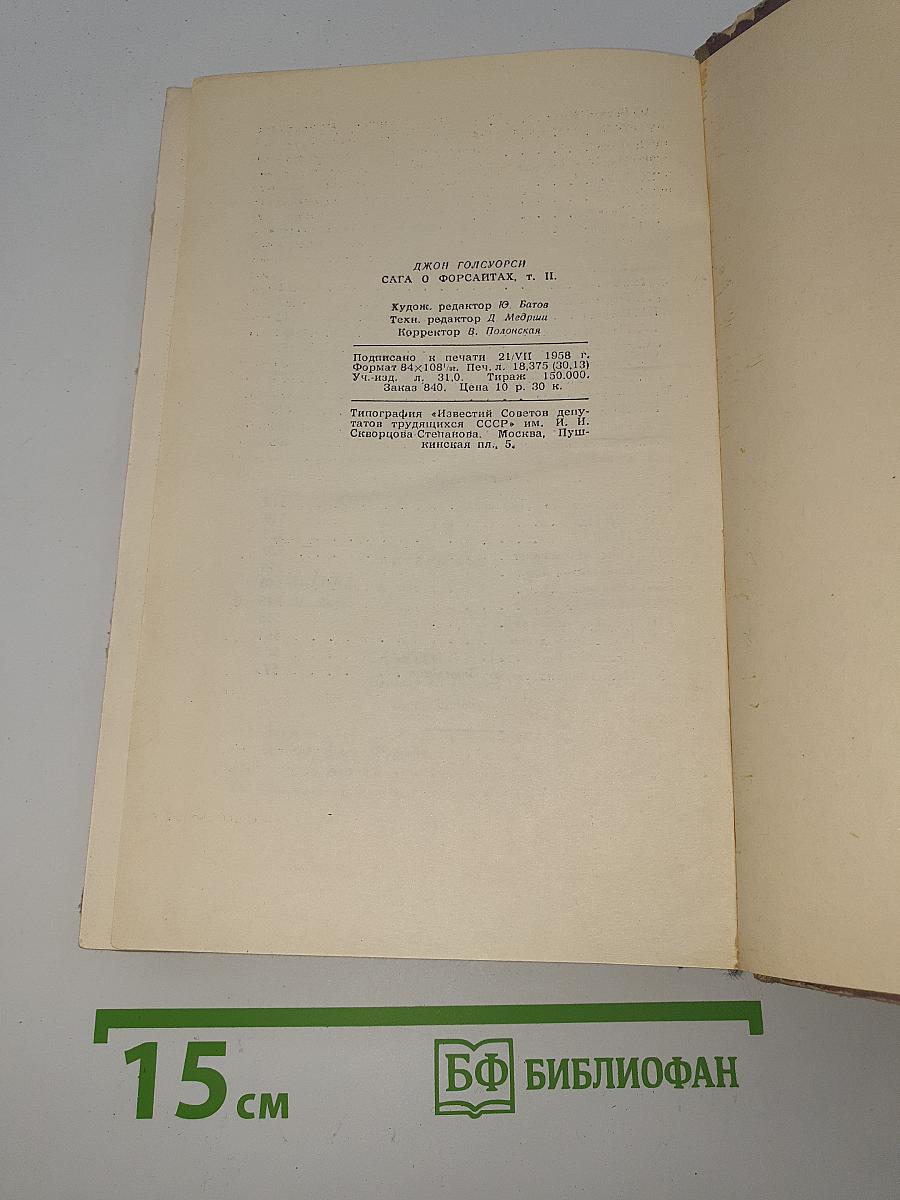 ДЖОН ГОЛСУОРСИ
САГА О ФОРСАЙТАХ, т. II.
Худож. редактор Ю. Батов
Техн. редактор Д. Медриш
Корректор В. Полонская
Подписано к печати 21/VII 1958 г.
Формат 84×108¹/₃₂. Печ. л. 18,375 (30,13)
Уч.-изд. л. 31,0. Тираж 150.000.
Заказ 840. Цена 10 р. 30 к.
Типография «Известий Советов депу-
татов трудящихся СССР» им. И. И.
Скворцова-Степанова. Москва, Пуш-
кинская пл., 5.
15 см
БФ БИБЛИОФАН